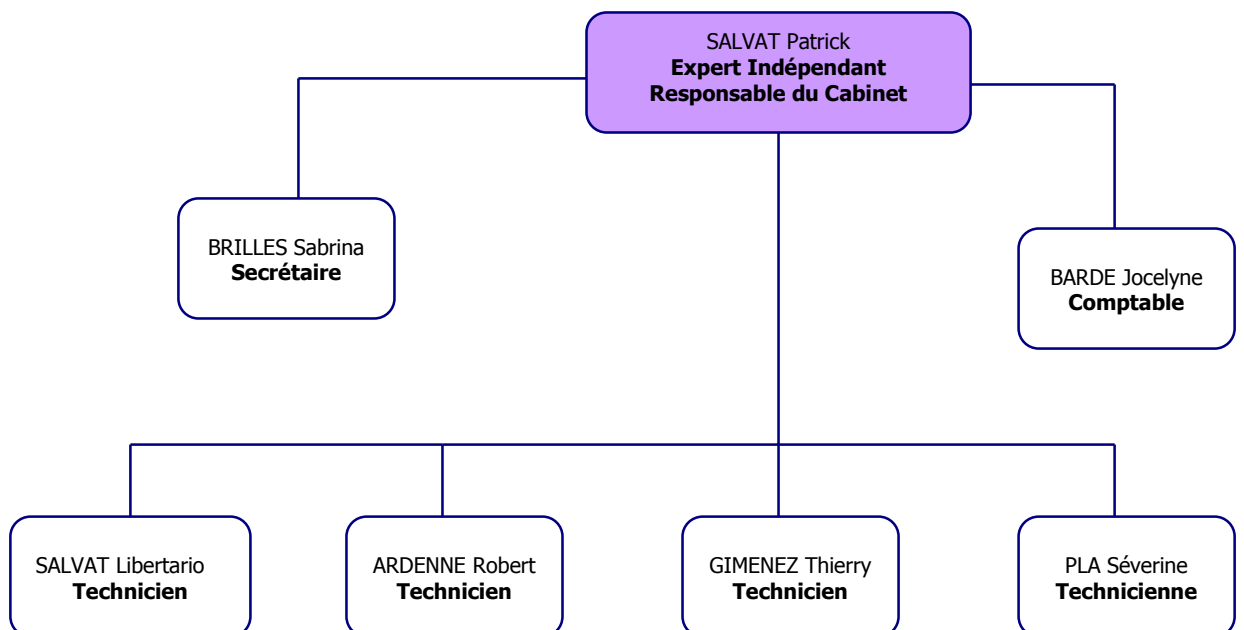 SALVAT Patrick
Expert Indépendant
Responsable du Cabinet
BRILLES Sabrina
Secrétaire
BARDE Jocelyne
Comptable
SALVAT Libertario
Technicien
ARDENNE Robert
Technicien
GIMENEZ Thierry
Technicien
PLA Séverine
Technicienne